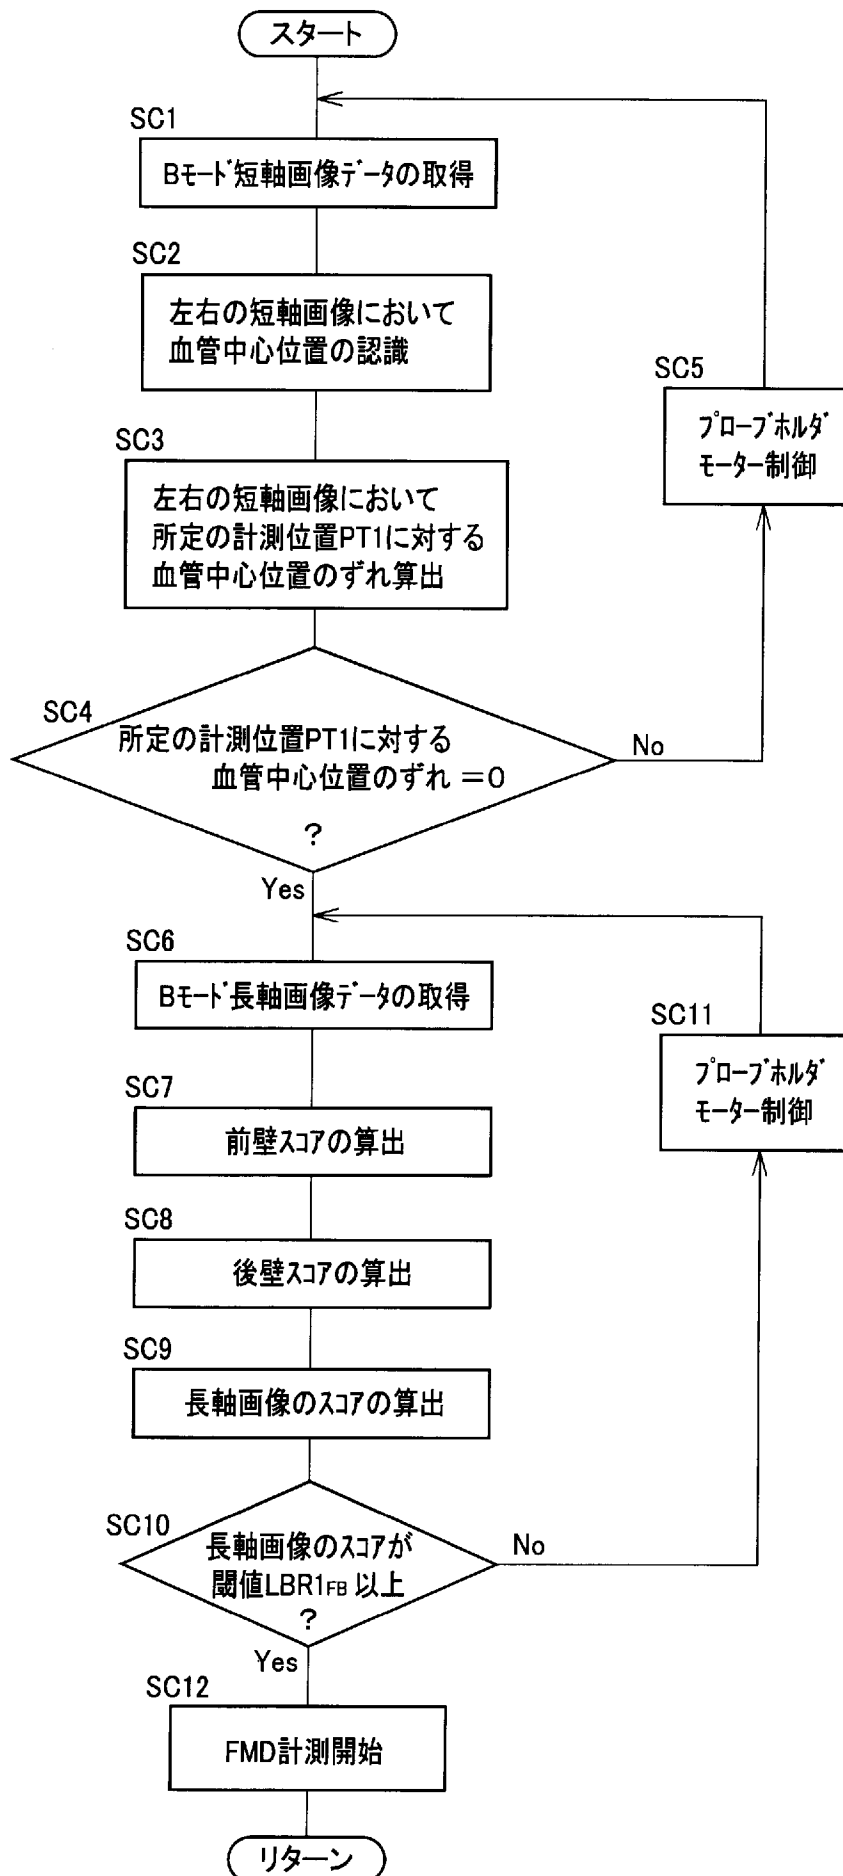 スタート
SC1
Bモード短軸画像データの取得
SC2
左右の短軸画像において
血管中心位置の認識
SC5
プローブホルダ
モーター制御
SC3
左右の短軸画像において
所定の計測位置PT1に対する
血管中心位置のずれ算出
SC4
所定の計測位置PT1に対する
血管中心位置のずれ =0
?
No
Yes
SC6
Bモード長軸画像データの取得
SC11
プローブホルダ
モーター制御
SC7
前壁スコアの算出
SC8
後壁スコアの算出
SC9
長軸画像のスコアの算出
SC10
長軸画像のスコアが
閾値LBR1FB 以上
?
No
Yes
SC12
FMD計測開始
リターン